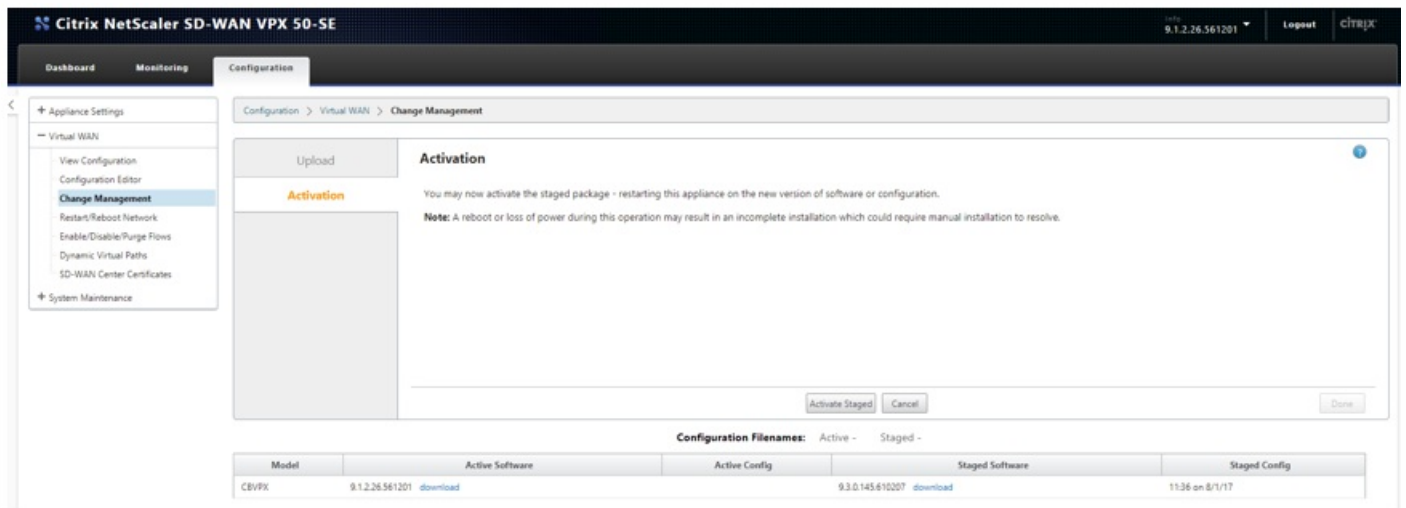 Citrix NetScaler SD-WAN VPX 50-SE
Info
9.1.2.26.561201
Logout
CITRIX
Dashboard Monitoring Configuration
+ Appliance Settings
− Virtual WAN
View Configuration
Configuration Editor
Change Management
Restart/Reboot Network
Enable/Disable/Purge Flows
Dynamic Virtual Paths
SD-WAN Center Certificates
+ System Maintenance
Configuration > Virtual WAN > Change Management
Upload
Activation
Activation
?
You may now activate the staged package - restarting this appliance on the new version of software or configuration.
Note: A reboot or loss of power during this operation may result in an incomplete installation which could require manual installation to resolve.
Activate Staged Cancel Done
Configuration Filenames: Active - Staged -
Model Active Software Active Config Staged Software Staged Config
CBVPX 9.1.2.26.561201 download 9.3.0.145.610207 download 11:36 on 8/1/17